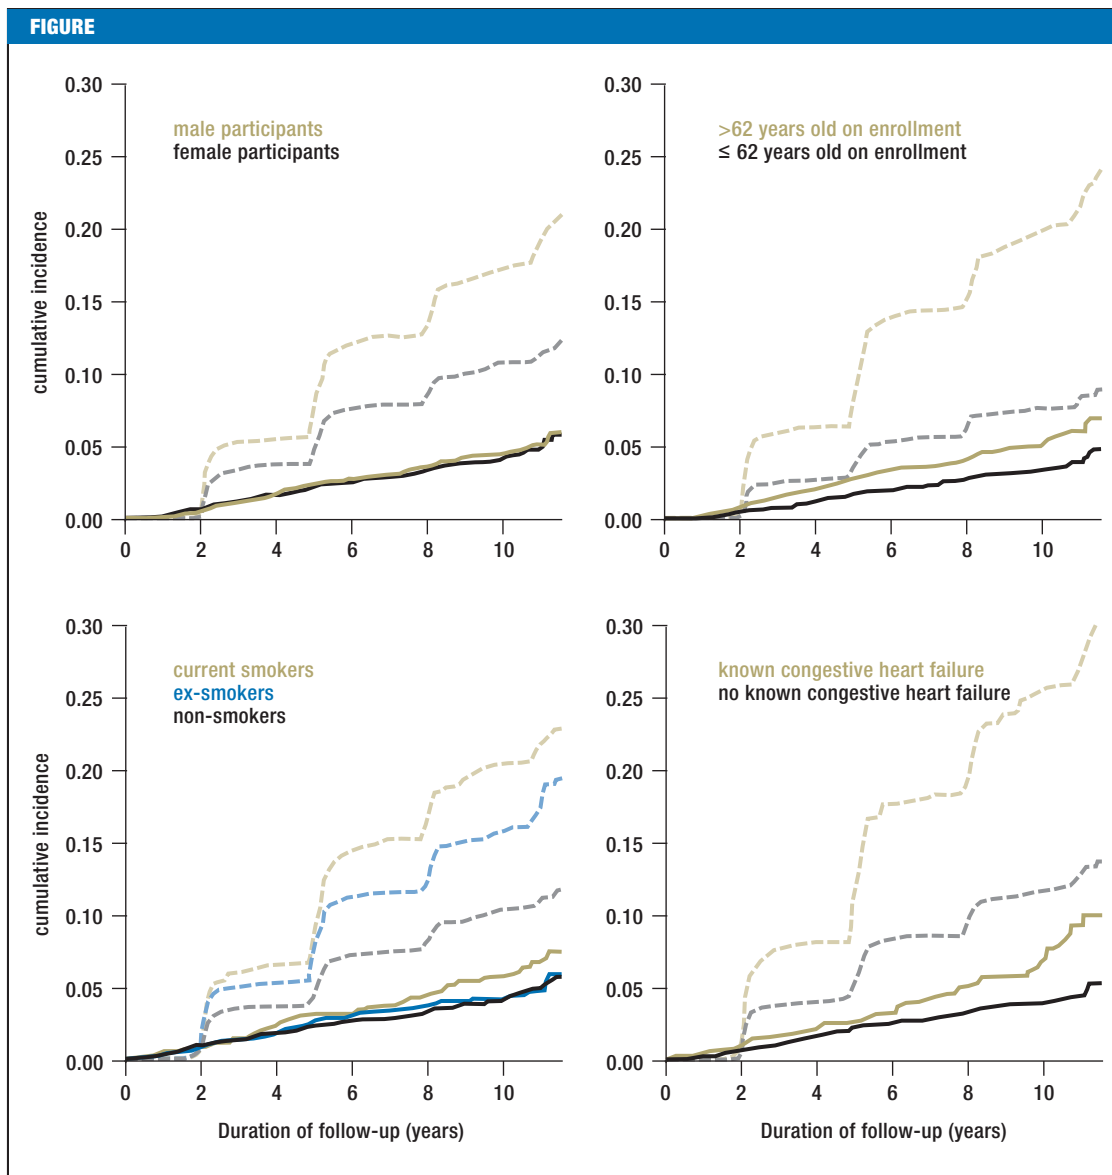 FIGURE
0.30
0.25
0.20
0.15
0.10
0.05
0.00
cumulative incidence
male participants
female participants
0 2 4 6 8 10
0.30
0.25
0.20
0.15
0.10
0.05
0.00
>62 years old on enrollment
≤ 62 years old on enrollment
0 2 4 6 8 10
0.30
0.25
0.20
0.15
0.10
0.05
0.00
cumulative incidence
current smokers
ex-smokers
non-smokers
0 2 4 6 8 10
Duration of follow-up (years)
0.30
0.25
0.20
0.15
0.10
0.05
0.00
known congestive heart failure
no known congestive heart failure
0 2 4 6 8 10
Duration of follow-up (years)